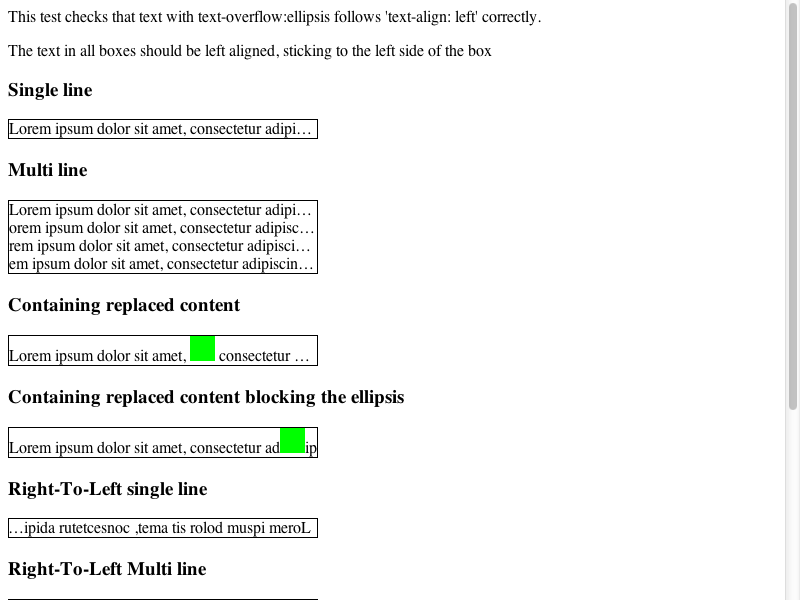 This test checks that text with text-overflow:ellipsis follows 'text-align: left' correctly.
The text in all boxes should be left aligned, sticking to the left side of the box
Single line
Lorem ipsum dolor sit amet, consectetur adipi…
Multi line
Lorem ipsum dolor sit amet, consectetur adipi…
orem ipsum dolor sit amet, consectetur adipisc…
rem ipsum dolor sit amet, consectetur adipisci…
em ipsum dolor sit amet, consectetur adipiscin…
Containing replaced content
Lorem ipsum dolor sit amet, consectetur …
Containing replaced content blocking the ellipsis
Lorem ipsum dolor sit amet, consectetur ad ip
Right-To-Left single line
…ipida rutetcesnoc ,tema tis rolod muspi meroL
Right-To-Left Multi line